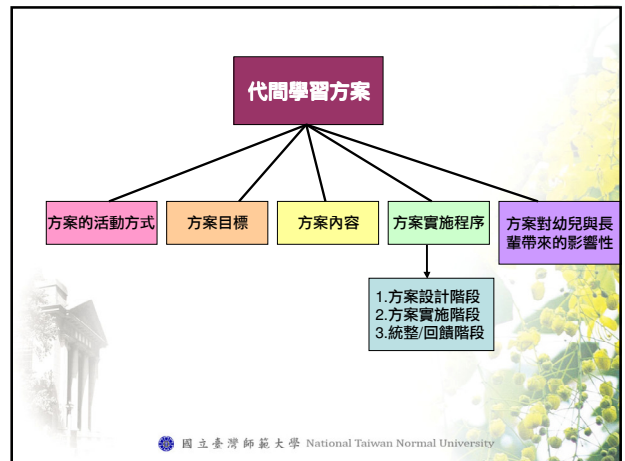 代間學習方案
方案的活動方式
方案目標
方案內容
方案實施程序
方案對幼兒與長
輩帶來的影響性
1.方案設計階段
2.方案實施階段
3.統整/回饋階段
國立臺灣師範大學 National Taiwan Normal University